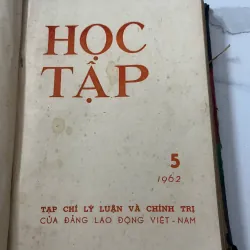 HỌC
TẬP
5
1962
TẠP CHÍ LÝ LUẬN VÀ CHÍNH TRỊ
CỦA ĐẢNG LAO ĐỘNG VIỆT-NAM